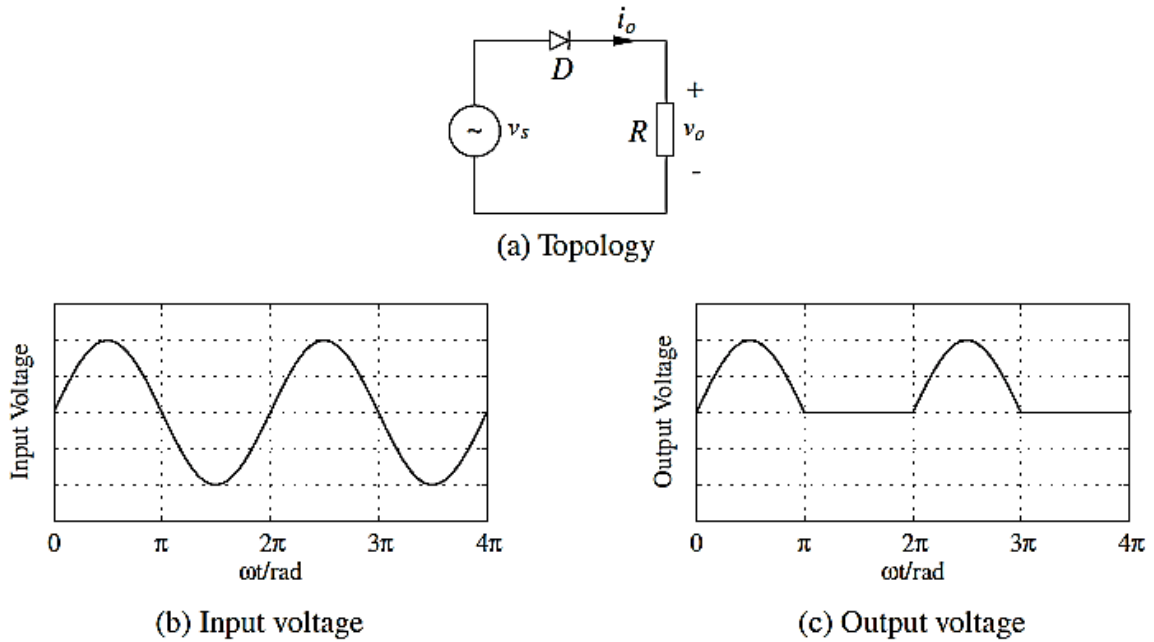 i_o
D
+
~ v_s
R v_o
-
(a) Topology
Input Voltage
0 π 2π 3π 4π
ωt/rad
(b) Input voltage
Output Voltage
0 π 2π 3π 4π
ωt/rad
(c) Output voltage